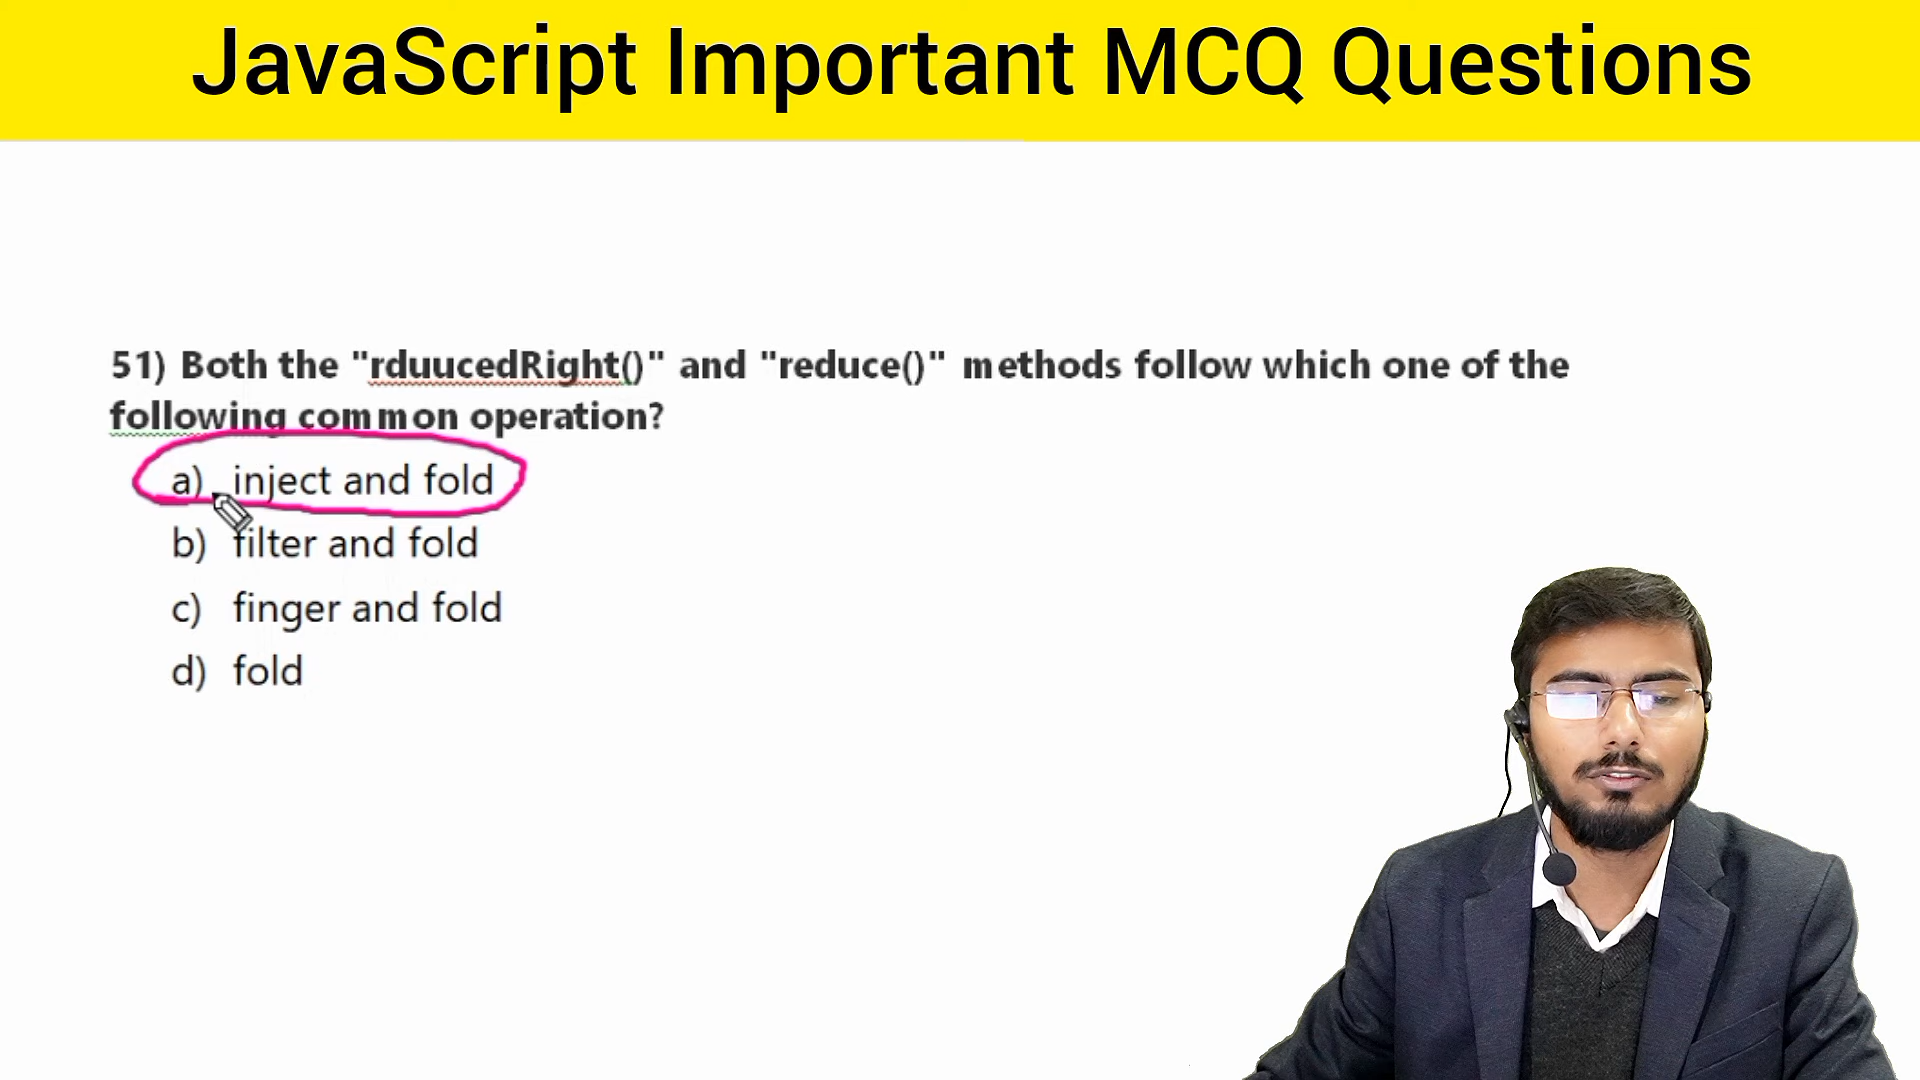 JavaScript Important MCQ Questions
51) Both the "rduucedRight()" and "reduce()" methods follow which one of the
following common operation?
a) inject and fold
b) filter and fold
c) finger and fold
d) fold